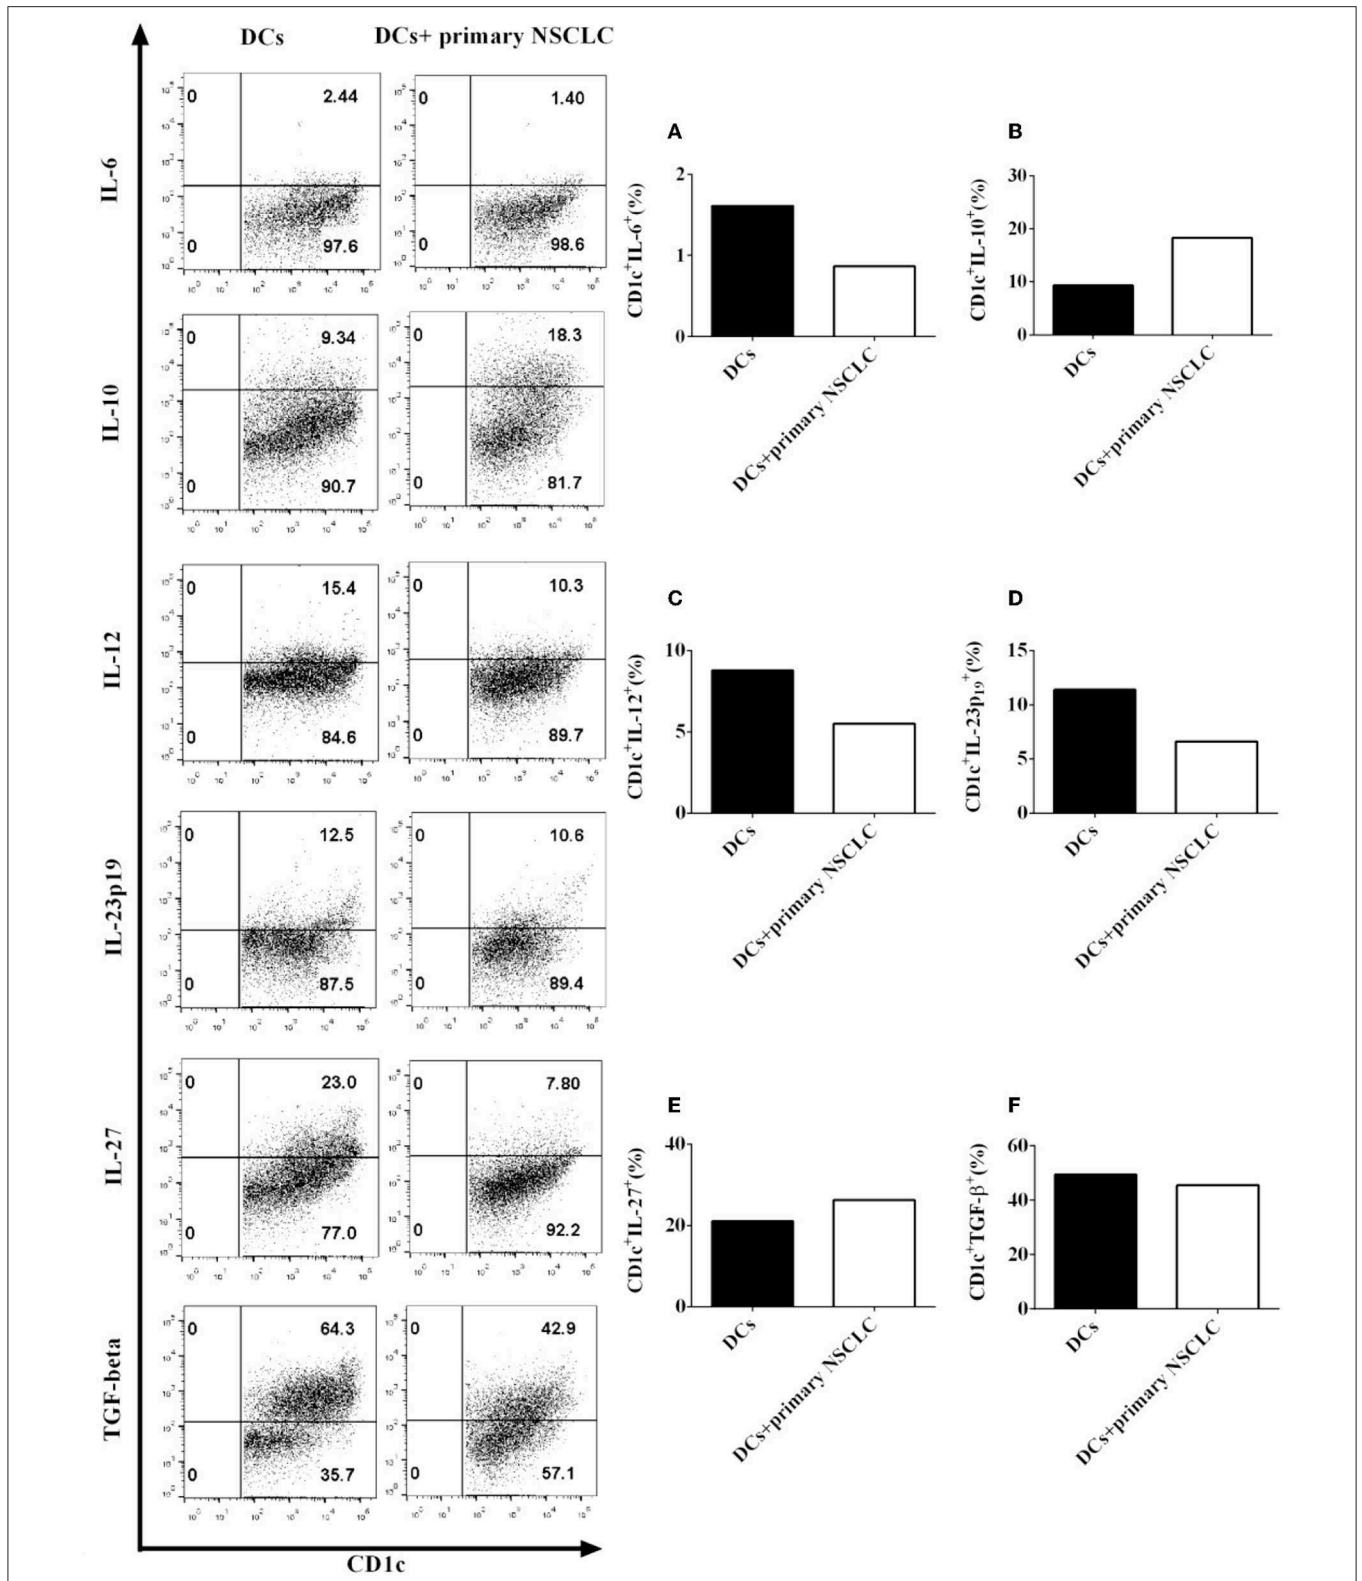 DCs
DCs+ primary NSCLC
IL-6
0 2.44
0 97.6
0 1.40
0 98.6
IL-10
0 9.34
0 90.7
0 18.3
0 81.7
IL-12
0 15.4
0 84.6
0 10.3
0 89.7
IL-23p19
0 12.5
0 87.5
0 10.6
0 89.4
IL-27
0 23.0
0 77.0
0 7.80
0 92.2
TGF-beta
0 64.3
0 35.7
0 42.9
0 57.1
CD1c
A
CD1c⁺IL-6⁺(%)
2
1
0
DCs
DCs+primary NSCLC
B
CD1c⁺IL-10⁺(%)
30
20
10
0
DCs
DCs+primary NSCLC
C
CD1c⁺IL-12⁺(%)
10
5
0
DCs
DCs+primary NSCLC
D
CD1c⁺IL-23p₁₉⁺(%)
15
10
5
0
DCs
DCs+primary NSCLC
E
CD1c⁺IL-27⁺(%)
40
20
0
DCs
DCs+primary NSCLC
F
CD1c⁺TGF-β⁺(%)
60
40
20
0
DCs
DCs+primary NSCLC